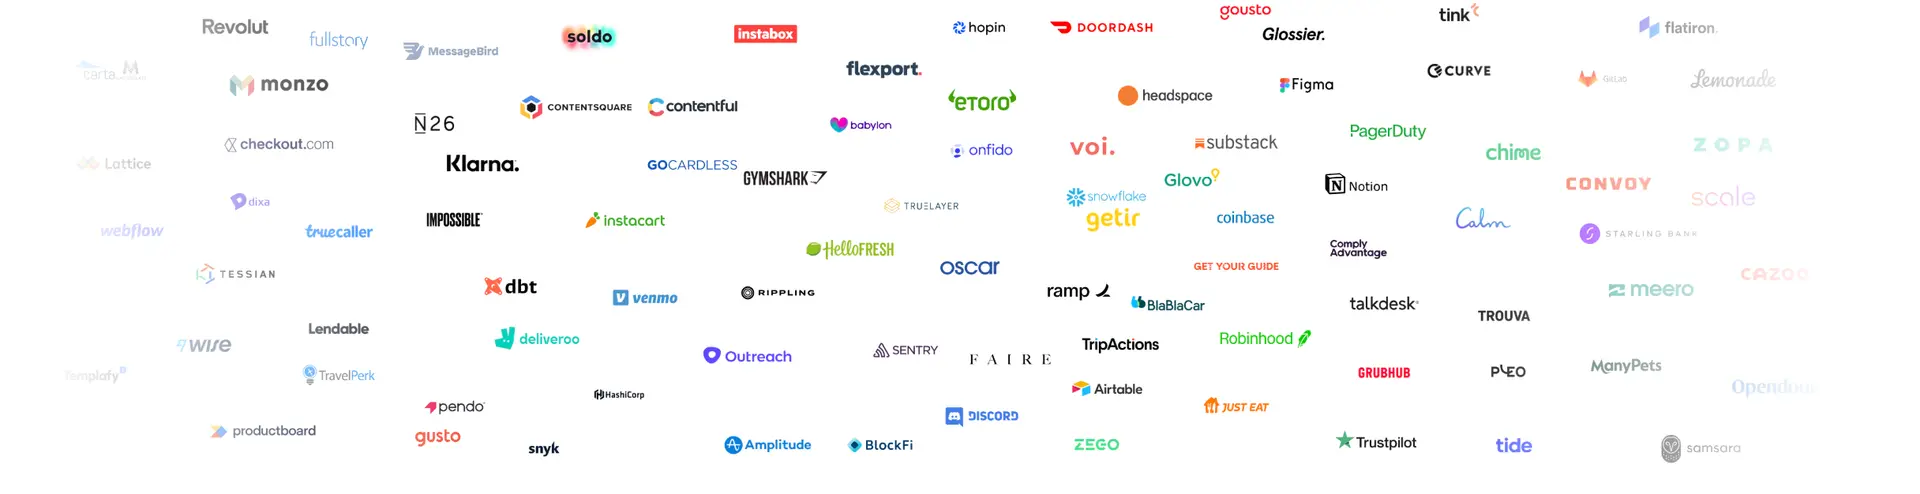 Revolut
fullstory
MessageBird
soldo
instabox
hopin
DOORDASH
gousto
Glossier.
tink
flatiron
carta
monzo
CONTENTSQUARE
contentful
flexport.
eTORO
headspace
Figma
CURVE
GitLab
Lemonade
N26
babylon
checkout.com
Lattice
Klarna.
GOCARDLESS
GYMSHARK
onfido
voi.
substack
PagerDuty
chime
ZOPA
Glovo
Notion
CONVOY
scale
dixa
IMPOSSIBLE
instacart
TRUELAYER
snowflake
getir
coinbase
Calm
webflow
truecaller
HelloFRESH
Comply
Advantage
STARLING BANK
TESSIAN
dbt
venmo
RIPPLING
oscar
ramp
GET YOUR GUIDE
BlaBlaCar
talkdesk
meero
CAZOO
TROUVA
Lendable
wise
deliveroo
Outreach
SENTRY
FAIRE
TripActions
Robinhood
GRUBHUB
PLEO
ManyPets
Templafy
TravelPerk
HashiCorp
Airtable
Opendoor
pendo
DISCORD
JUST EAT
productboard
gusto
snyk
Amplitude
BlockFi
ZEGO
Trustpilot
tide
samsara